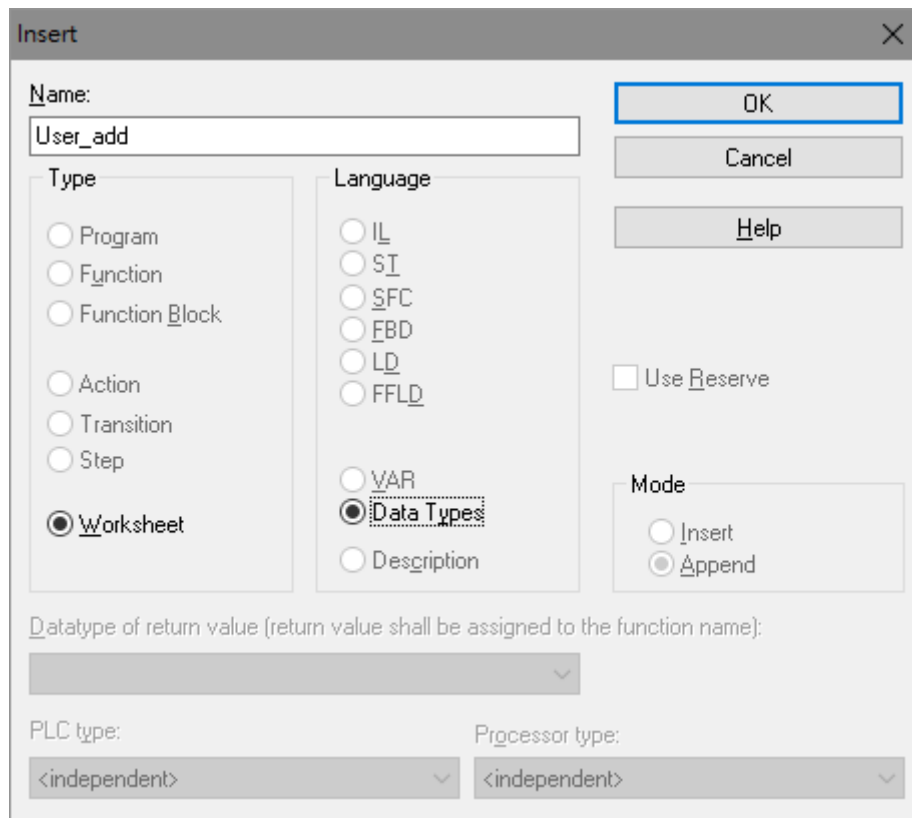 Insert
Name:
OK
User_add
Cancel
Type
Language
Help
Program
Function
Function Block
Action
Transition
Step
Worksheet
IL
ST
SFC
FBD
LD
FFLD
VAR
Data Types
Description
Use Reserve
Mode
Insert
Append
Datatype of return value (return value shall be assigned to the function name):
PLC type:
Processor type:
<independent>
<independent>